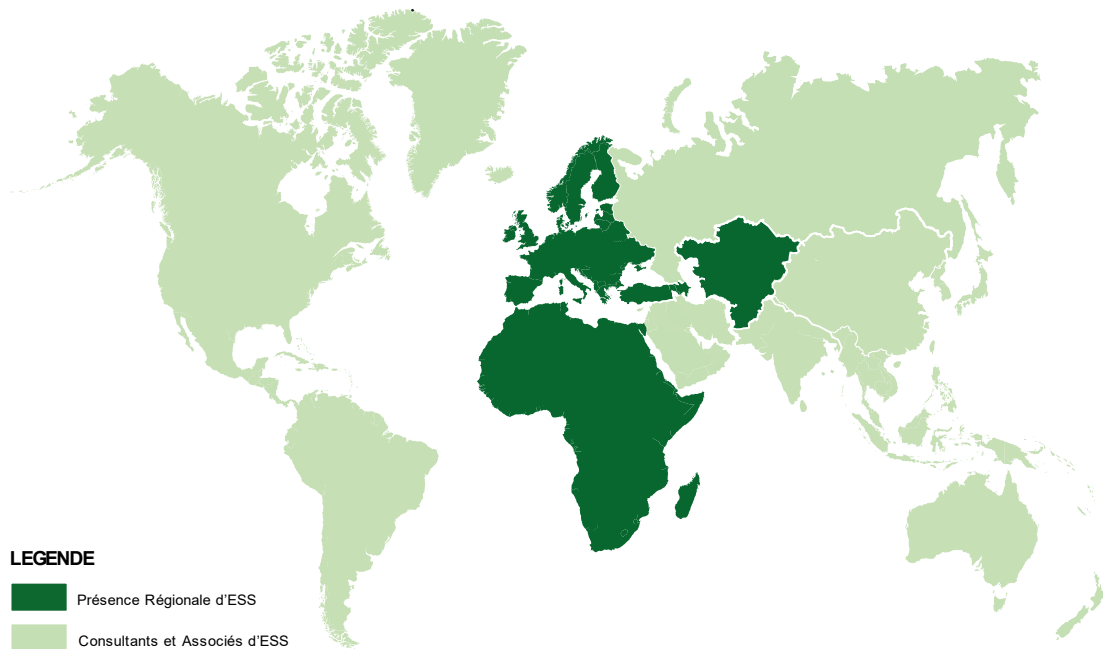 LEGENDE
Présence Régionale d’ESS
Consultants et Associés d’ESS